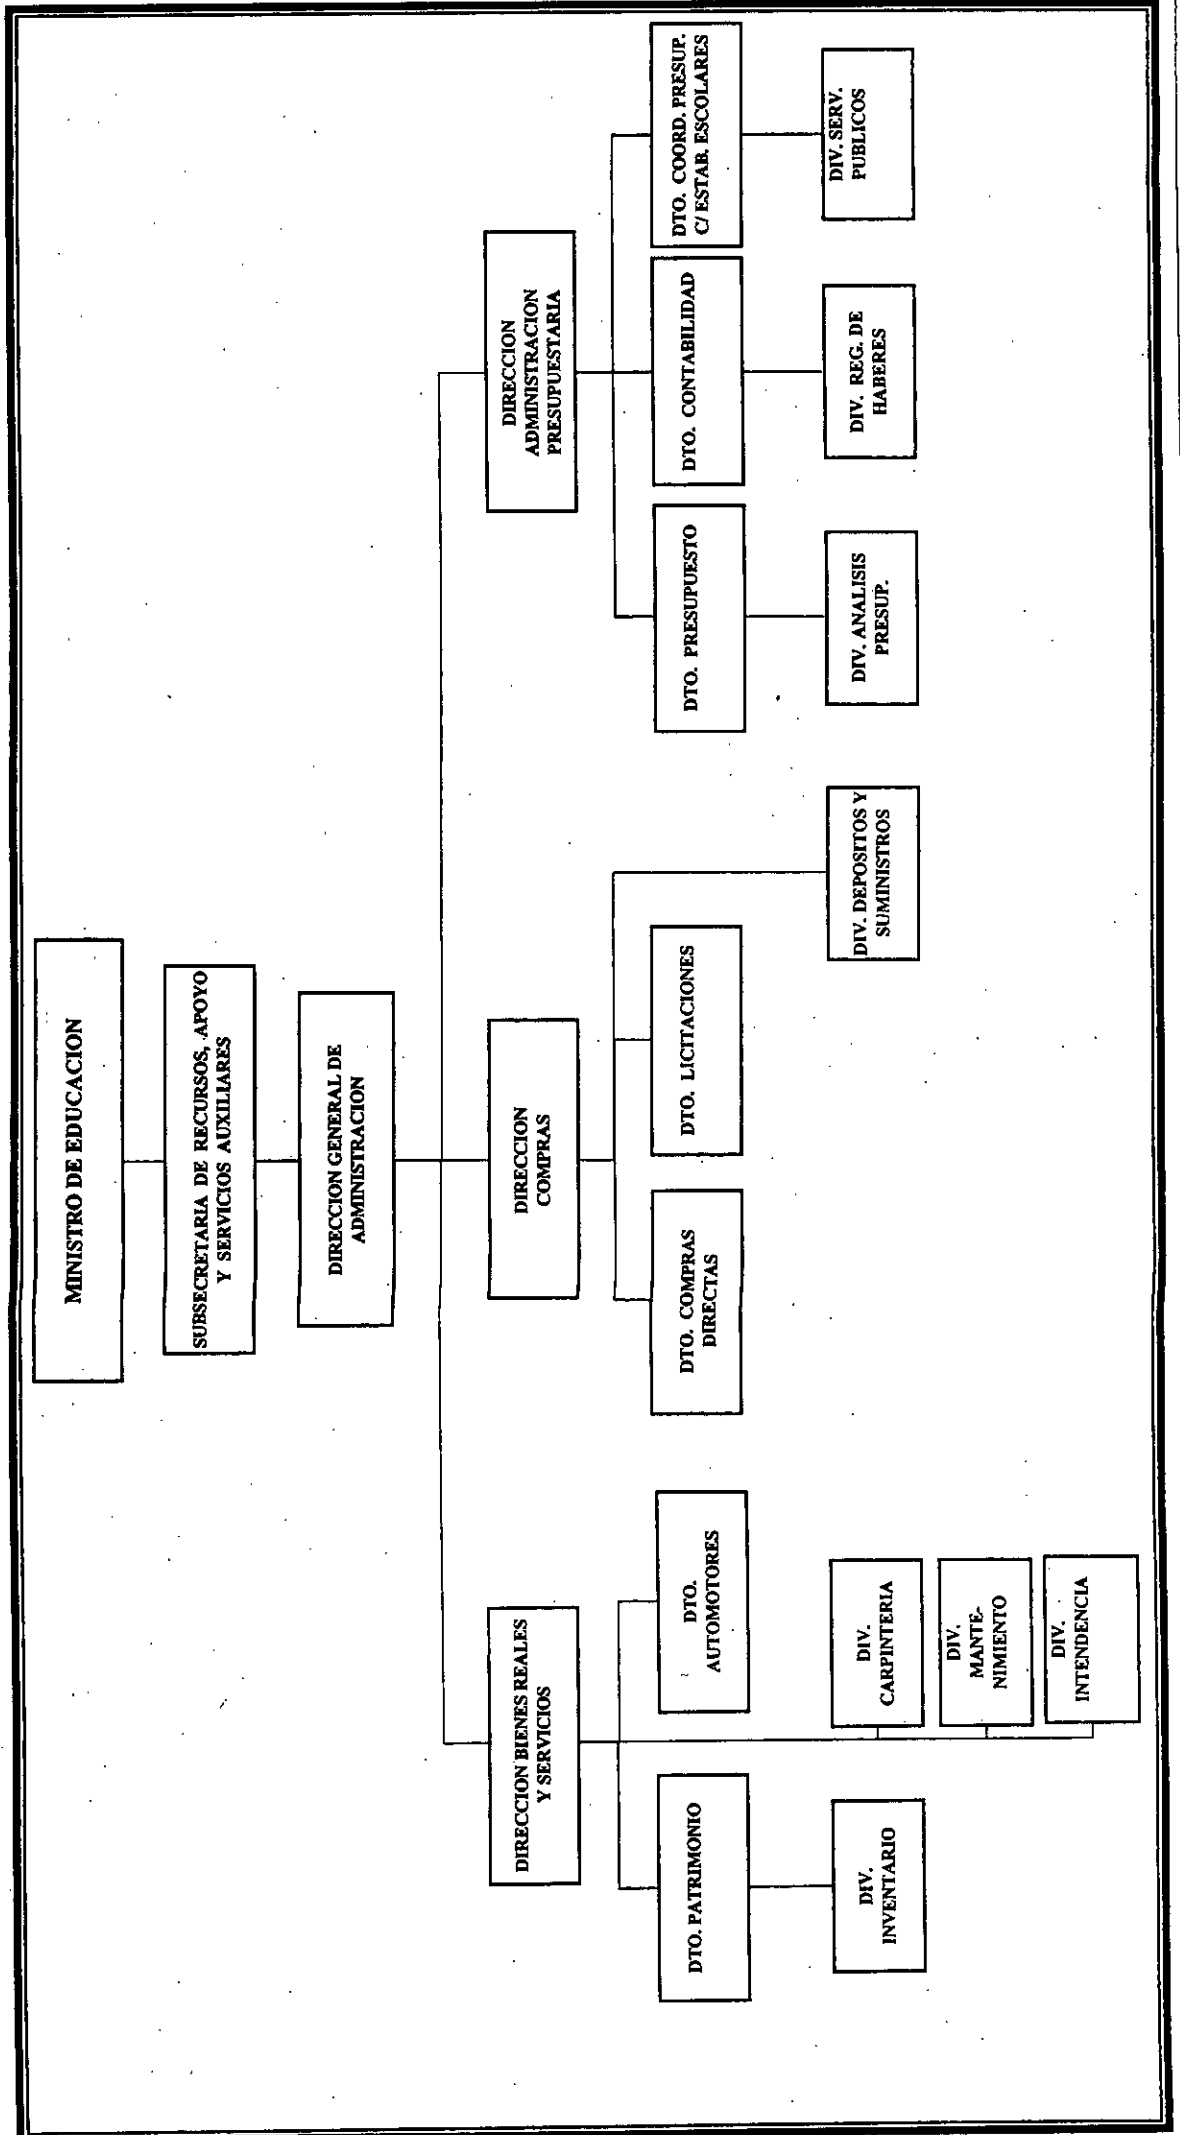 MINISTRO DE EDUCACION
SUBSECRETARIA DE RECURSOS, APOYO
Y SERVICIOS AUXILIARES
DIRECCION GENERAL DE
ADMINISTRACION
DIRECCION BIENES REALES
Y SERVICIOS
DIRECCION
COMPRAS
DIRECCION
ADMINISTRACION
PRESUPUESTARIA
DTO. PATRIMONIO
DTO.
AUTOMOTORES
DTO. COMPRAS
DIRECTAS
DTO. LICITACIONES
DTO. PRESUPUESTO
DTO. CONTABILIDAD
DTO. COORD. PRESUP.
C/ ESTAB. ESCOLARES
DIV.
INVENTARIO
DIV.
CARPINTERIA
DIV.
MANTE-
NIMIENTO
DIV.
INTENDENCIA
DIV. DEPOSITOS Y
SUMINISTROS
DIV. ANALISIS
PRESUP.
DIV. REG. DE
HABERES
DIV. SERV.
PUBLICOS